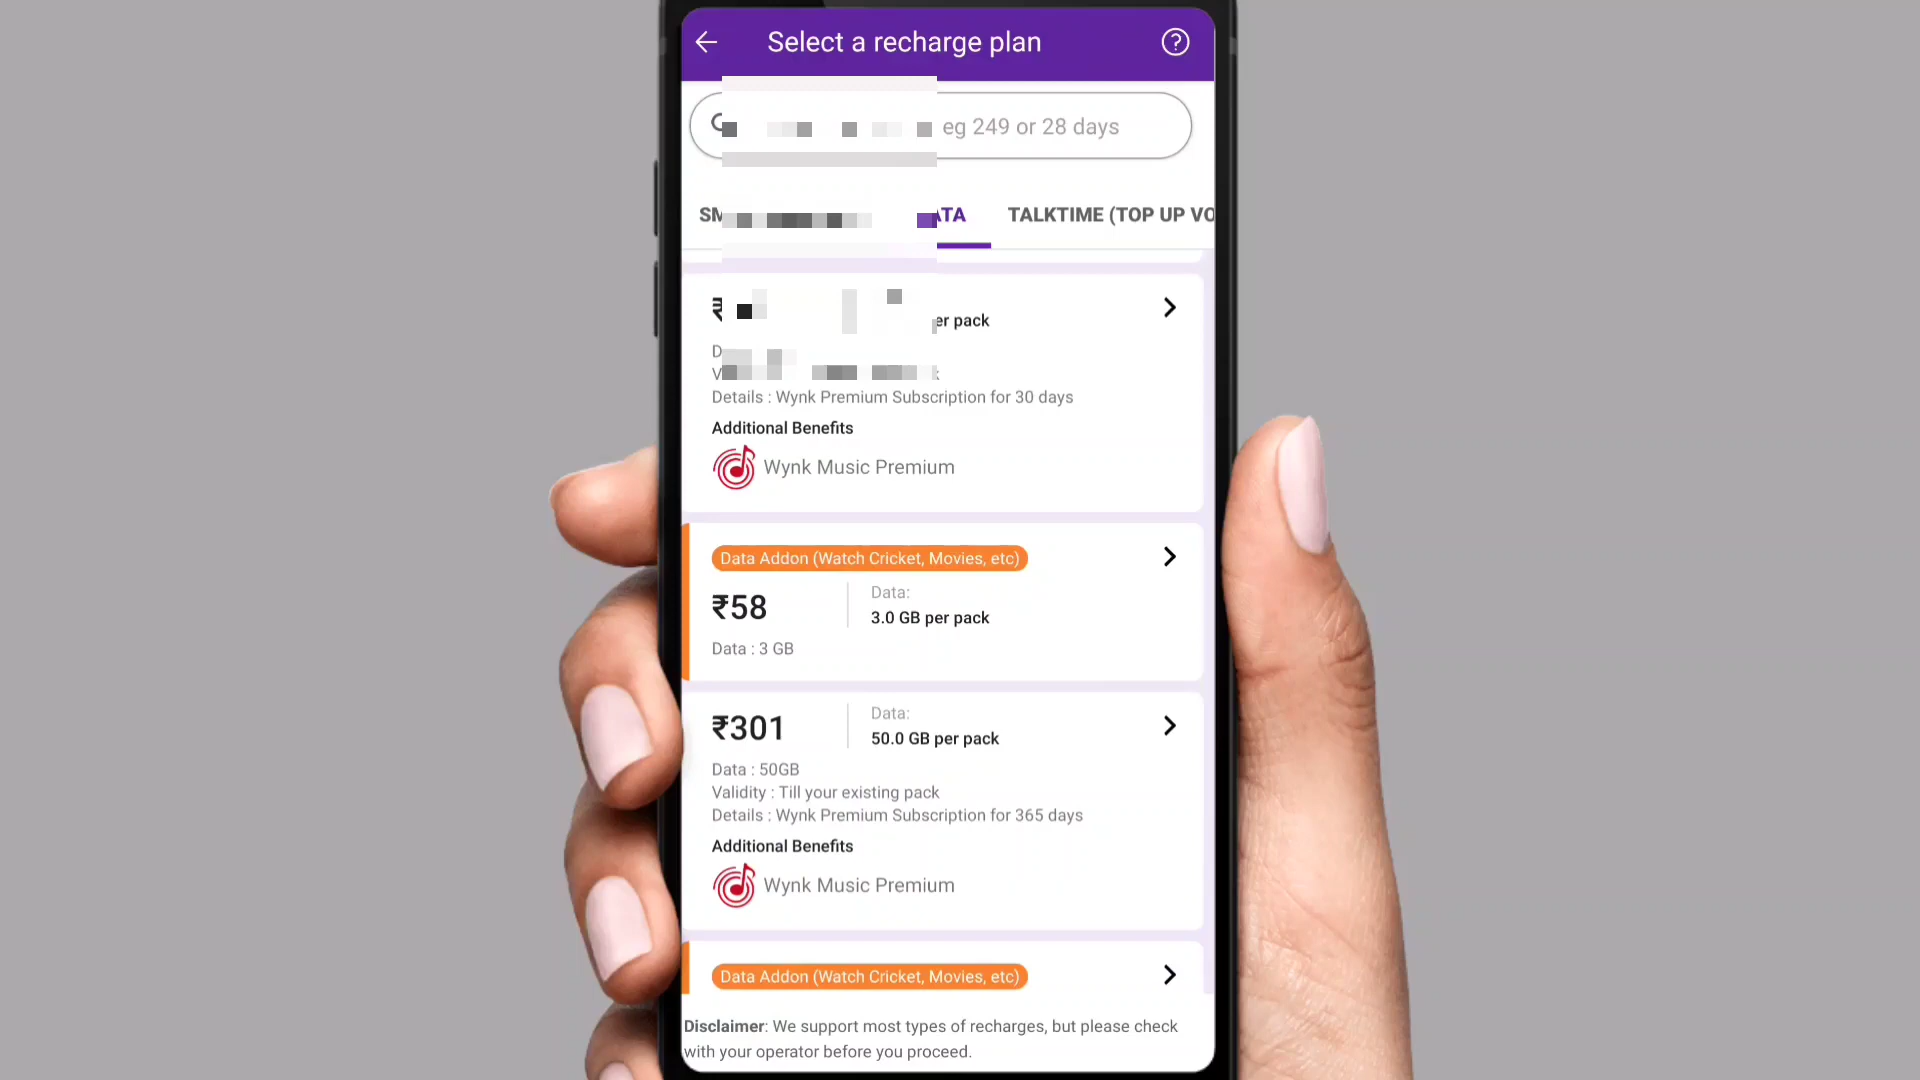 Select a recharge plan
eg 249 or 28 days
TALKTIME (TOP UP VO
₹
pack
Details : Wynk Premium Subscription for 30 days
Additional Benefits
Wynk Music Premium
Data Addon (Watch Cricket, Movies, etc)
₹58
Data:
3.0 GB per pack
Data : 3 GB
₹301
Data:
50.0 GB per pack
Data : 50GB
Validity : Till your existing pack
Details : Wynk Premium Subscription for 365 days
Additional Benefits
Wynk Music Premium
Data Addon (Watch Cricket, Movies, etc)
Disclaimer: We support most types of recharges, but please check
with your operator before you proceed.